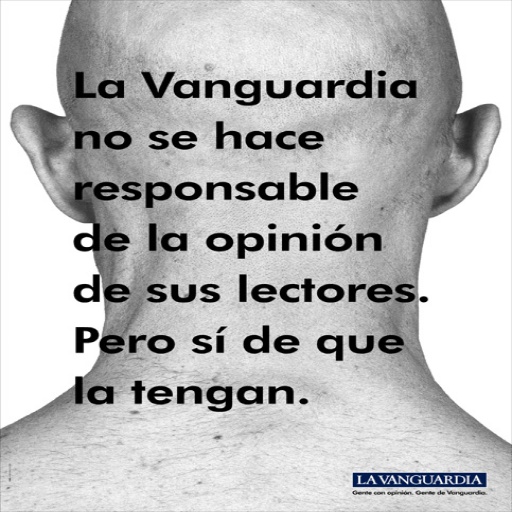 La Vanguardia
no se hace
responsable
de la opinión
de sus lectores.
Pero sí de que
la tengan.
LA VANGUARDIA
Gente con opinión. Gente de Vanguardia.